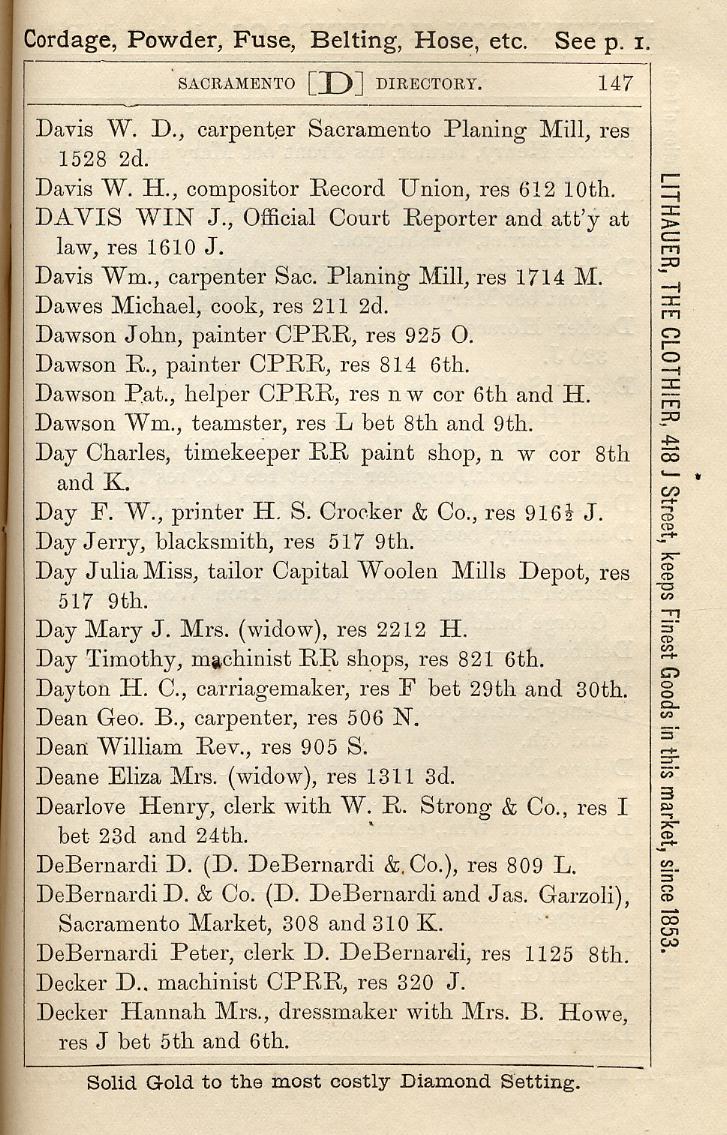 Cordage, Powder, Fuse, Belting, Hose, etc. See p. 1.
SACRAMENTO [D] DIRECTORY. 147
Davis W. D., carpenter Sacramento Planing Mill, res
1528 2d.
Davis W. H., compositor Record Union, res 612 10th.
DAVIS WIN J., Official Court Reporter and att'y at
law, res 1610 J.
Davis Wm., carpenter Sac. Planing Mill, res 1714 M.
Dawes Michael, cook, res 211 2d.
Dawson John, painter CPRR, res 925 O.
Dawson R., painter CPRR, res 814 6th.
Dawson Pat., helper CPRR, res n w cor 6th and H.
Dawson Wm., teamster, res L bet 8th and 9th.
Day Charles, timekeeper RR paint shop, n w cor 8th
and K.
Day F. W., printer H. S. Crocker & Co., res 916½ J.
Day Jerry, blacksmith, res 517 9th.
Day Julia Miss, tailor Capital Woolen Mills Depot, res
517 9th.
Day Mary J. Mrs. (widow), res 2212 H.
Day Timothy, machinist RR shops, res 821 6th.
Dayton H. C., carriagemaker, res F bet 29th and 30th.
Dean Geo. B., carpenter, res 506 N.
Dean William Rev., res 905 S.
Deane Eliza Mrs. (widow), res 1311 3d.
Dearlove Henry, clerk with W. R. Strong & Co., res I
bet 23d and 24th.
DeBernardi D. (D. DeBernardi & Co.), res 809 L.
DeBernardi D. & Co. (D. DeBernardi and Jas. Garzoli),
Sacramento Market, 308 and 310 K.
DeBernardi Peter, clerk D. DeBernardi, res 1125 8th.
Decker D.. machinist CPRR, res 320 J.
Decker Hannah Mrs., dressmaker with Mrs. B. Howe,
res J bet 5th and 6th.
Solid Gold to the most costly Diamond Setting.
LITHAUER, THE CLOTHIER, 418 J Street, keeps Finest Goods in this market, since 1853.